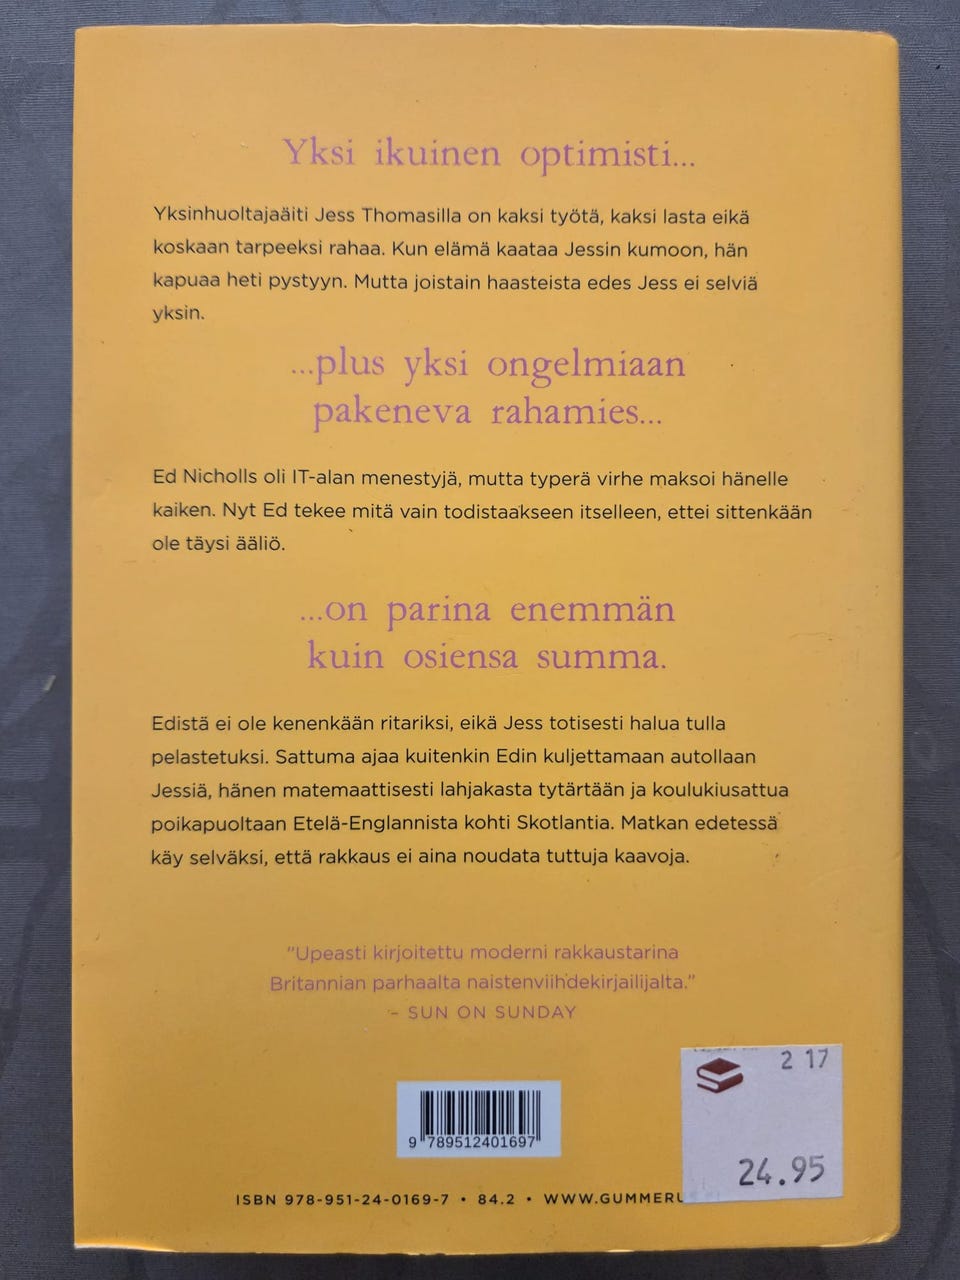 Yksi ikuinen optimisti...
Yksinhuoltajaäiti Jess Thomasilla on kaksi työtä, kaksi lasta eikä
koskaan tarpeeksi rahaa. Kun elämä kaataa Jessin kumoon, hän
kapuaa heti pystyyn. Mutta joistain haasteista edes Jess ei selviä
yksin.
...plus yksi ongelmiaan
pakeneva rahamies...
Ed Nicholls oli IT-alan menestyjä, mutta typerä virhe maksoi hänelle
kaiken. Nyt Ed tekee mitä vain todistaakseen itselleen, ettei sittenkään
ole täysi ääliö.
...on parina enemmän
kuin osiensa summa.
Edistä ei ole kenenkään ritariksi, eikä Jess totisesti halua tulla
pelastetuksi. Sattuma ajaa kuitenkin Edin kuljettamaan autollaan
Jessiä, hänen matemaattisesti lahjakasta tytärtään ja koulukiusattua
poikapuoltaan Etelä-Englannista kohti Skotlantia. Matkan edetessä
käy selväksi, että rakkaus ei aina noudata tuttuja kaavoja.
"Upeasti kirjoitettu moderni rakkaustarina
Britannian parhaalta naistenviihdekirjailijalta."
– SUN ON SUNDAY
2 17
24.95
9 789512401697
ISBN 978-951-24-0169-7 • 84.2 • WWW.GUMMERU